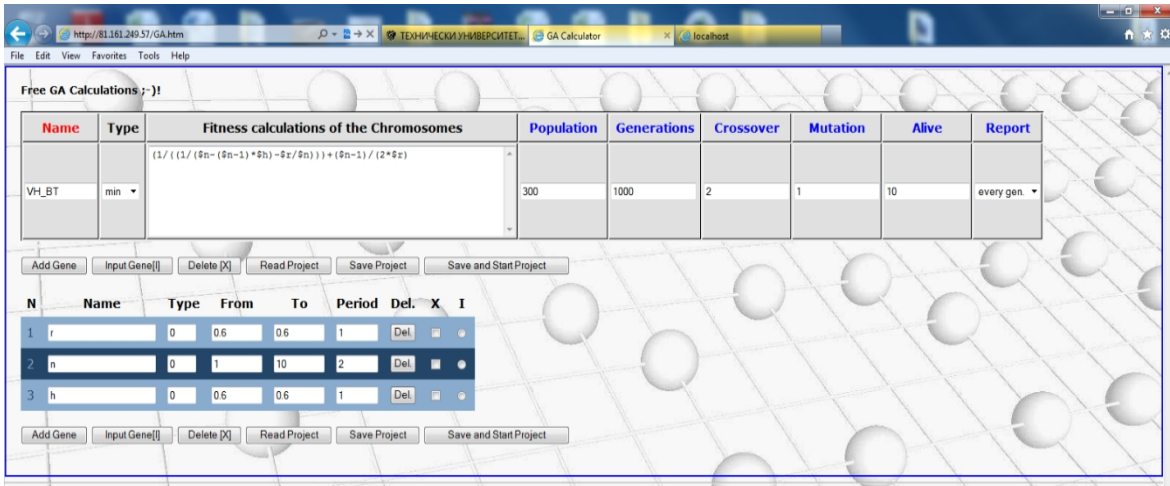 http://81.161.249.57/GA.htm
ТЕХНИЧЕСКИ УНИВЕРСИТЕТ...
GA Calculator
localhost
File Edit View Favorites Tools Help
Free GA Calculations ;-)!
Name Type Fitness calculations of the Chromosomes Population Generations Crossover Mutation Alive Report
(1/((1/($n-($n-1)*$h)-$r/$n)))+($n-1)/(2*$r)
VH_BT min 300 1000 2 1 10 every gen.
Add Gene Input Gene[I] Delete [X] Read Project Save Project Save and Start Project
N Name Type From To Period Del. X I
1 r 0 0.6 0.6 1 Del.
2 n 0 1 10 2 Del.
3 h 0 0.6 0.6 1 Del.
Add Gene Input Gene[I] Delete [X] Read Project Save Project Save and Start Project